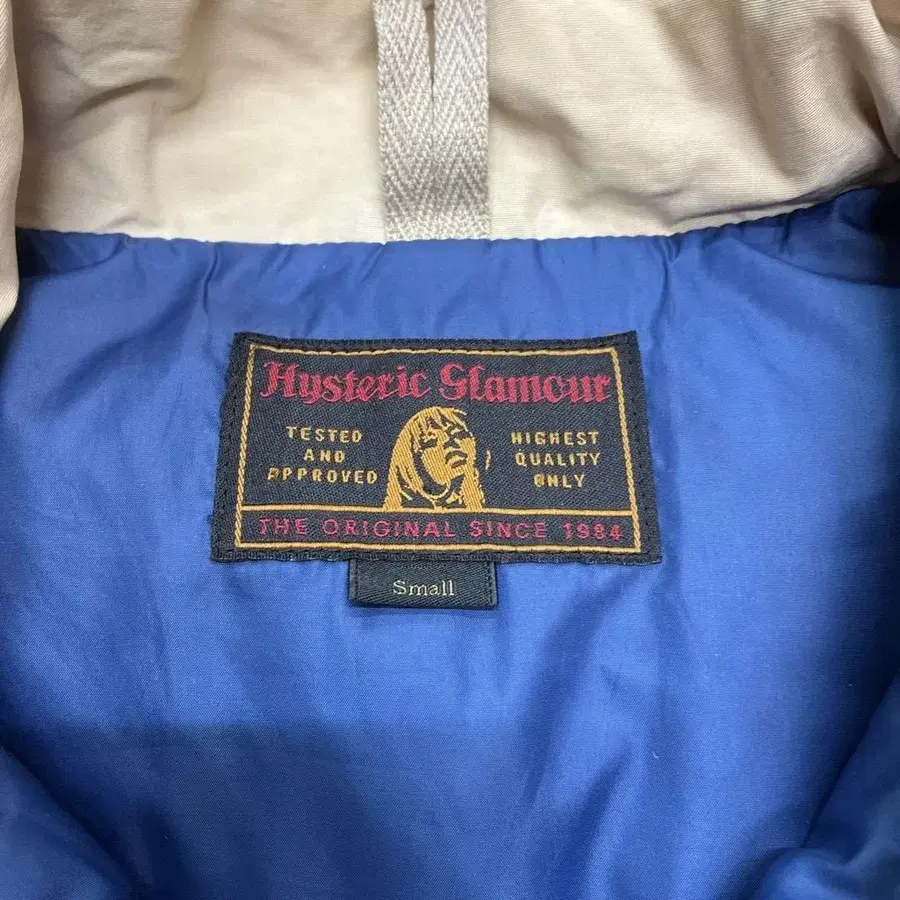 Hysteric Glamour
TESTED
AND
APPROVED
HIGHEST
QUALITY
ONLY
THE ORIGINAL SINCE 1984
Small